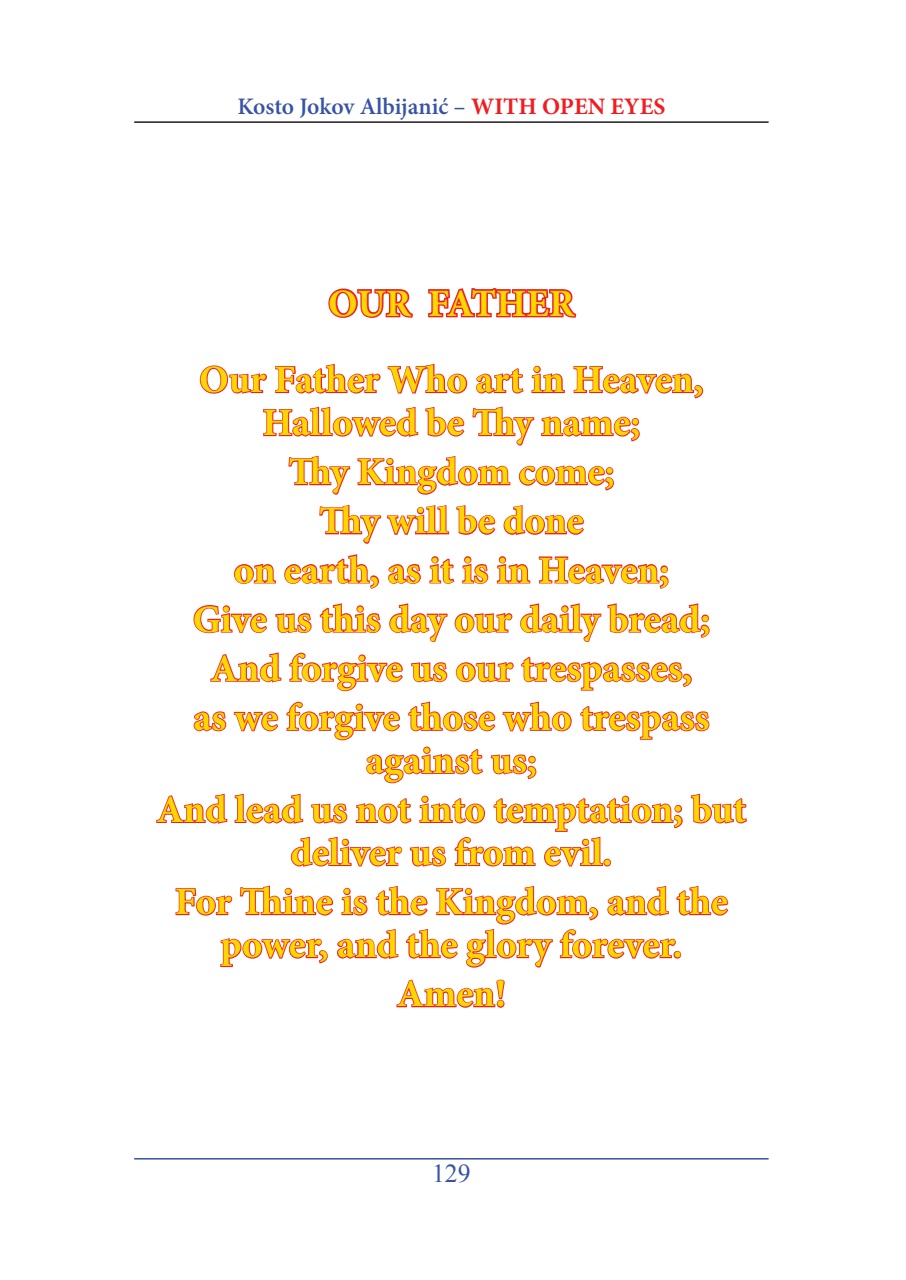 Kosto Jokov Albijanić – WITH OPEN EYES
OUR FATHER
Our Father Who art in Heaven,
Hallowed be Thy name;
Thy Kingdom come;
Thy will be done
on earth, as it is in Heaven;
Give us this day our daily bread;
And forgive us our trespasses,
as we forgive those who trespass
against us;
And lead us not into temptation; but
deliver us from evil.
For Thine is the Kingdom, and the
power, and the glory forever.
Amen!
129